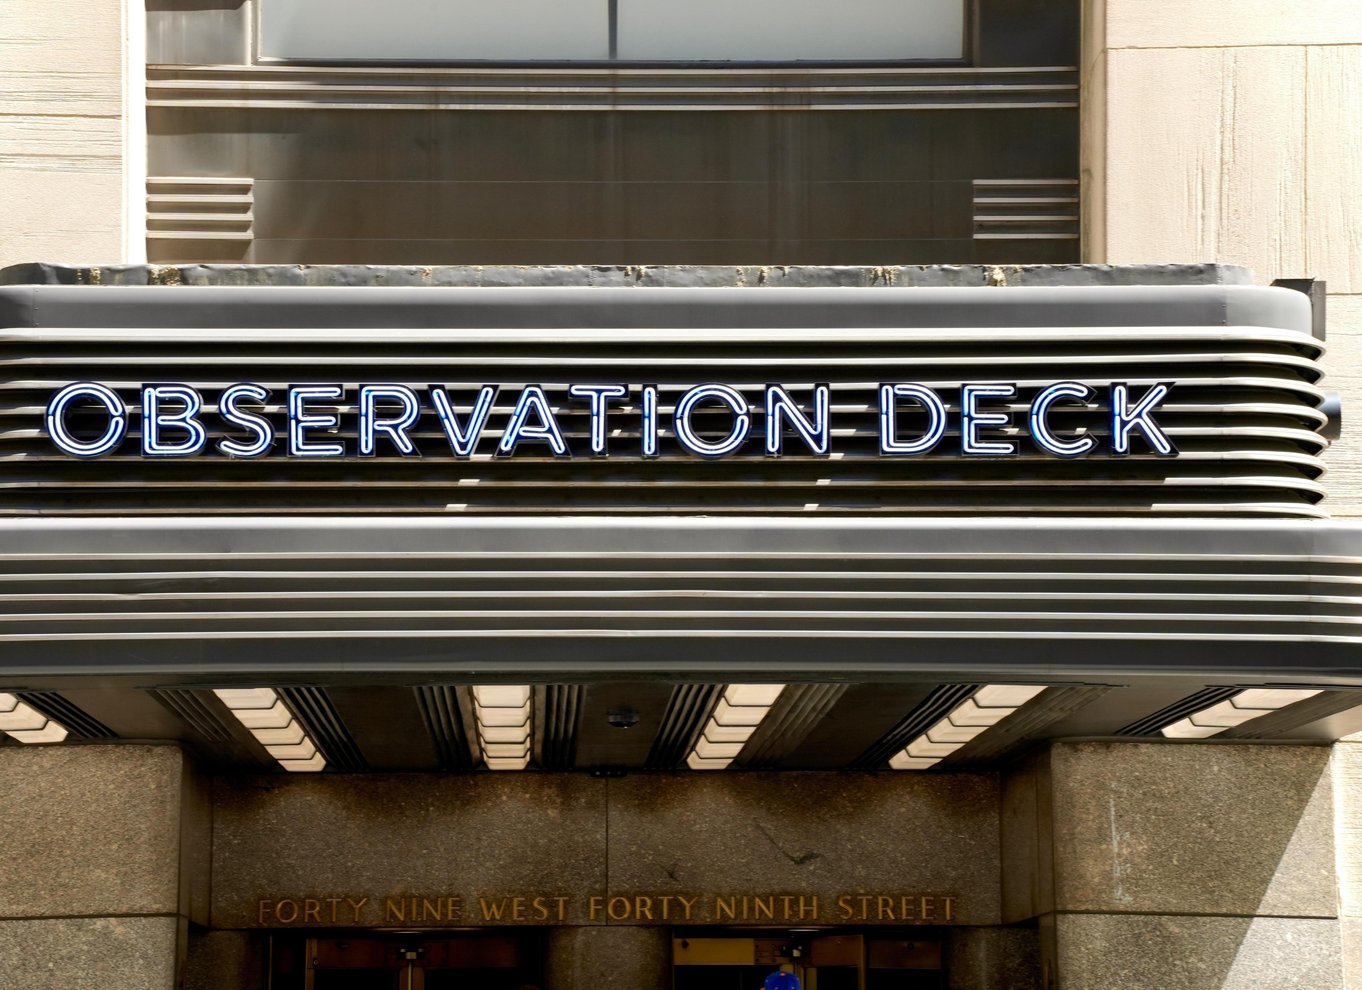 OBSERVATION DECK
FORTY NINE WEST FORTY NINTH STREET